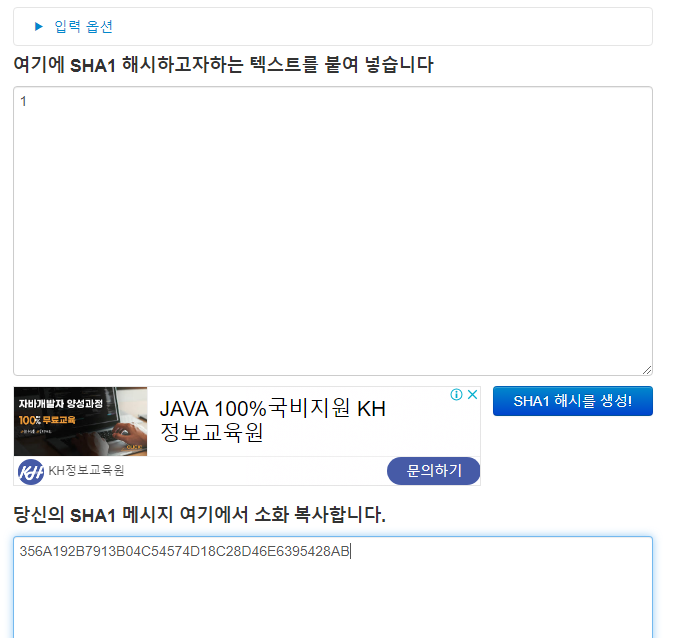 입력 옵션
여기에 SHA1 해시하고자하는 텍스트를 붙여 넣습니다
1
자바개발자 양성과정
100% 무료교육
JAVA 100%국비지원 KH
정보교육원
SHA1 해시를 생성!
KH KH정보교육원
문의하기
당신의 SHA1 메시지 여기에서 소화 복사합니다.
356A192B7913B04C54574D18C28D46E6395428AB